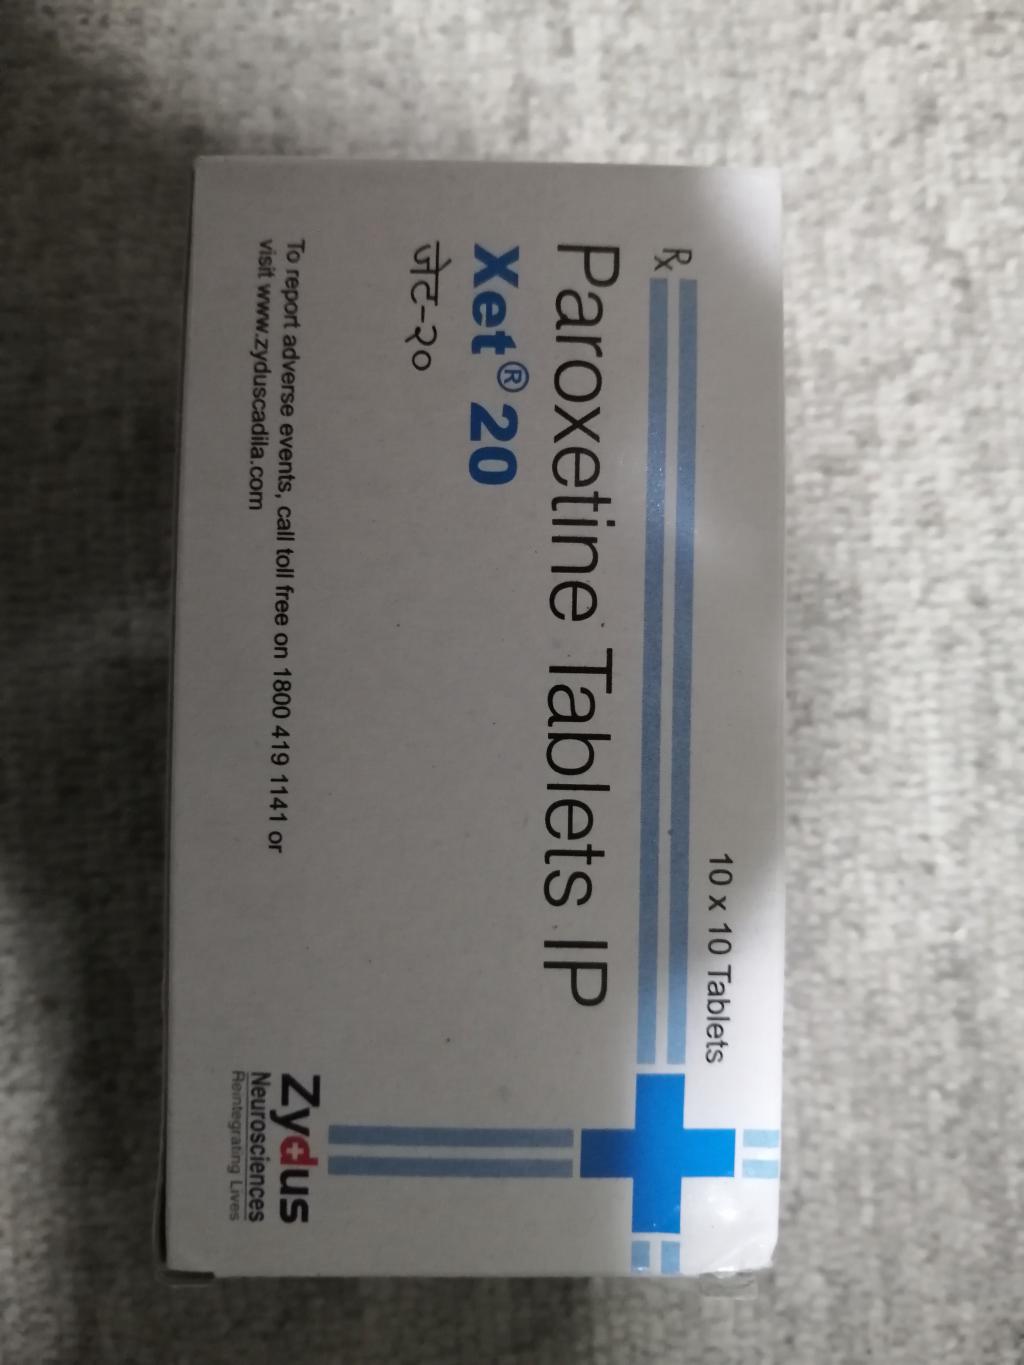 10 x 10 Tablets
Rx
Paroxetine Tablets IP
Xet® 20
जेट-२०
To report adverse events, call toll free on 1800 419 1141 or
visit www.zyduscadila.com
Zydus
Neurosciences
Reintegrating Lives